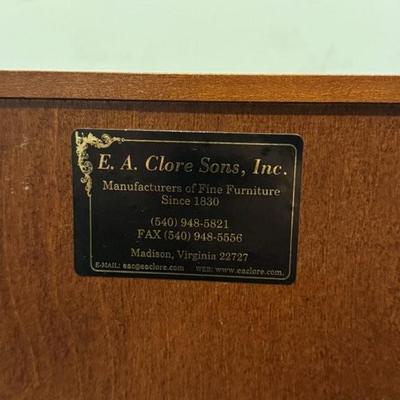 E. A. Clore Sons, Inc.
Manufacturers of Fine Furniture
Since 1830
(540) 948-5821
FAX (540) 948-5556
Madison, Virginia 22727
E-MAIL: eac@eaclore.com WEB: www.eaclore.com.